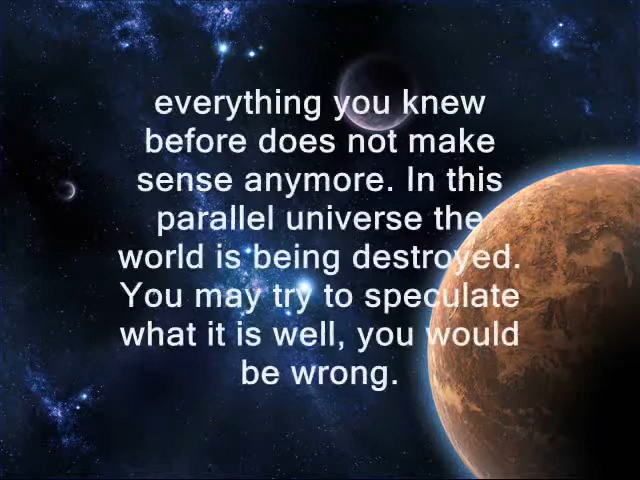 everything you knew
before does not make
sense anymore. In this
parallel universe the
world is being destroyed.
You may try to speculate
what it is well, you would
be wrong.